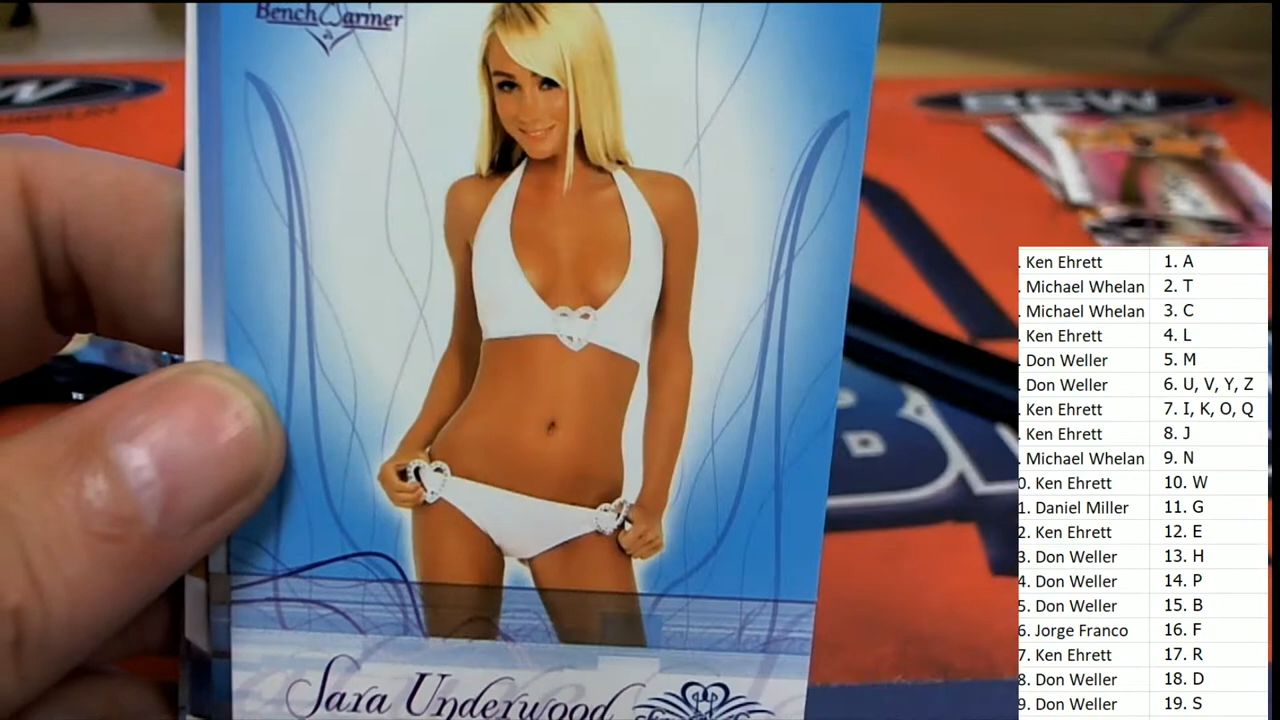 Bench Warmer
BCW
Sara Underwood
. Ken Ehrett 1. A
. Michael Whelan 2. T
. Michael Whelan 3. C
. Ken Ehrett 4. L
. Don Weller 5. M
. Don Weller 6. U, V, Y, Z
. Ken Ehrett 7. I, K, O, Q
. Ken Ehrett 8. J
. Michael Whelan 9. N
0. Ken Ehrett 10. W
1. Daniel Miller 11. G
2. Ken Ehrett 12. E
3. Don Weller 13. H
4. Don Weller 14. P
5. Don Weller 15. B
6. Jorge Franco 16. F
7. Ken Ehrett 17. R
8. Don Weller 18. D
9. Don Weller 19. S